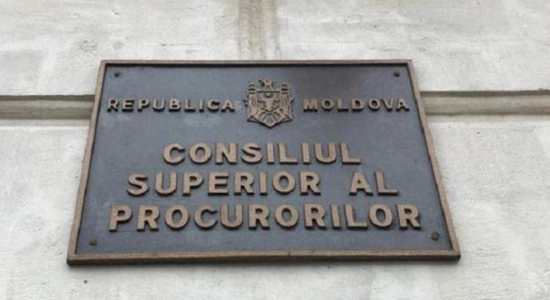 REPUBLICA MOLDOVA
CONSILIUL
SUPERIOR AL
PROCURORILOR